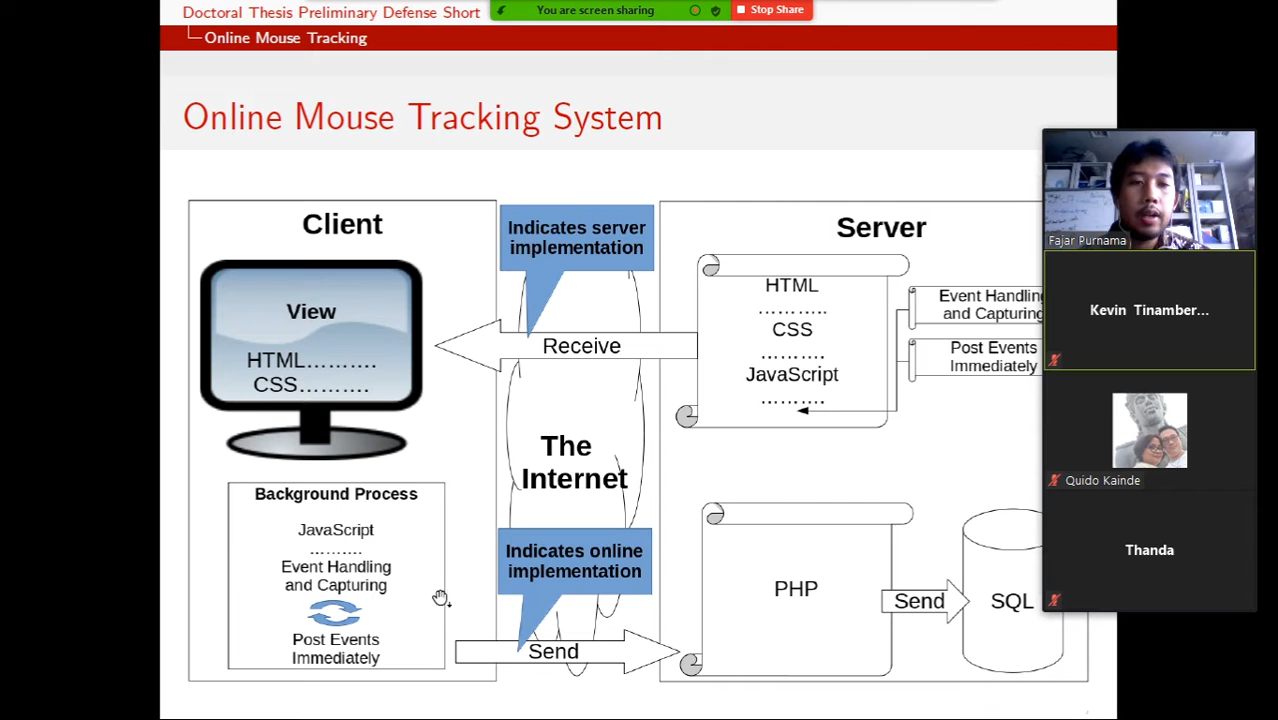 Doctoral Thesis Preliminary Defense Short
You are screen sharing
Stop Share
Online Mouse Tracking
Online Mouse Tracking System
Client
View
HTML……….
CSS……….
Background Process
JavaScript
……….
Event Handling
and Capturing
Post Events
Immediately
Indicates server
implementation
Receive
The
Internet
Indicates online
implementation
Send
Server
HTML
………..
CSS
……….
JavaScript
……….
Event Handling
and Capturing
Post Events
Immediately
PHP
Send
SQL
Fajar Purnama
Kevin Tinamber...
Quido Kainde
Thanda